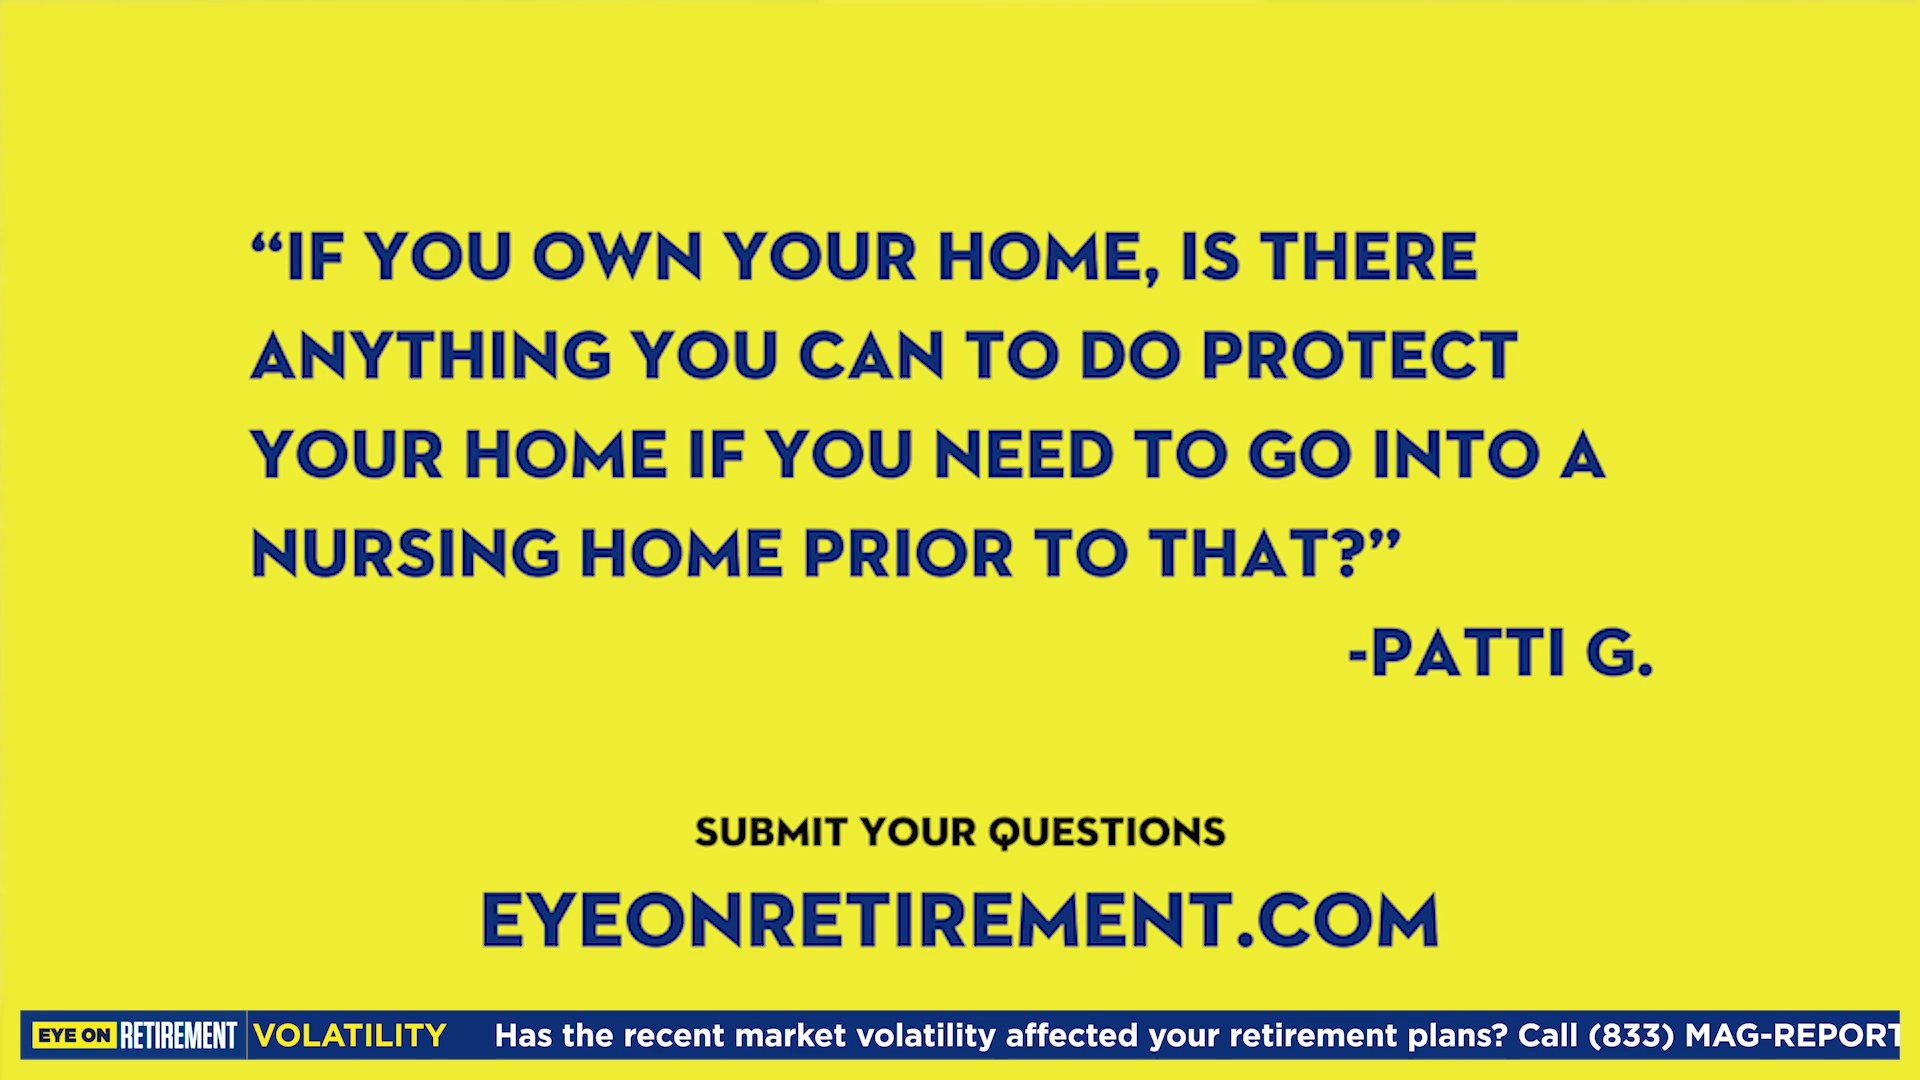 “IF YOU OWN YOUR HOME, IS THERE
ANYTHING YOU CAN TO DO PROTECT
YOUR HOME IF YOU NEED TO GO INTO A
NURSING HOME PRIOR TO THAT?”
-PATTI G.
SUBMIT YOUR QUESTIONS
EYEONRETIREMENT.COM
EYE ON RETIREMENT VOLATILITY Has the recent market volatility affected your retirement plans? Call (833) MAG-REPORT